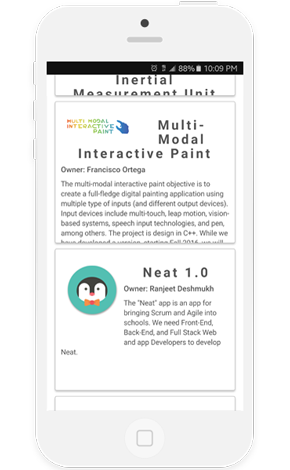 88% 10:09 PM
Inertial
Measurement Unit
MULTI MODAL
INTERACTIVE
PAINT
Multi-
Modal
Interactive Paint
Owner: Francisco Ortega
The multi-modal interactive paint objective is to
create a full-fledge digital painting application using
multiple type of inputs (and different output devices).
Input devices include multi-touch, leap motion, vision-
based systems, speech input technologies, and pen,
among others. The project is design in C++. While we
have developed a version, starting Fall 2016, we will
Neat 1.0
Owner: Ranjeet Deshmukh
The "Neat" app is an app for
bringing Scrum and Agile into
schools. We need Front-End,
Back-End, and Full Stack Web
and app Developers to develop
Neat.